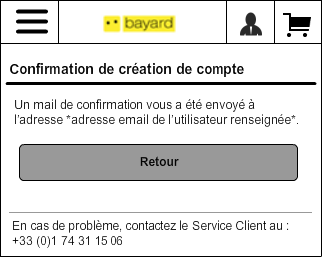 bayard
Confirmation de création de compte
Un mail de confirmation vous a été envoyé à
l'adresse *adresse email de l'utilisateur renseignée*.
Retour
En cas de problème, contactez le Service Client au :
+33 (0)1 74 31 15 06